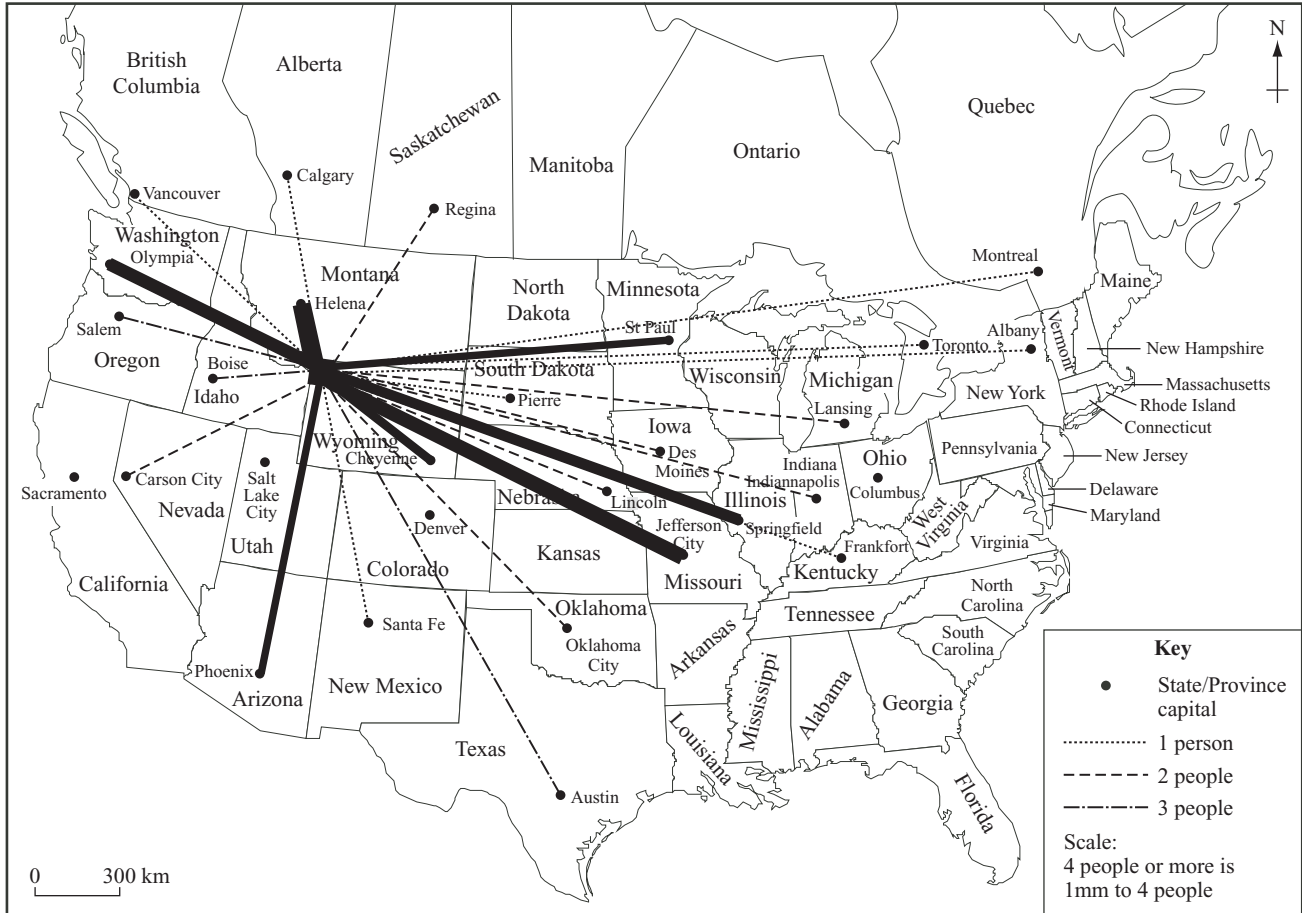 N
British
Columbia
Alberta
Saskatchewan
Manitoba
Ontario
Quebec
Vancouver
Calgary
Regina
Washington
Olympia
Montana
Helena
North
Dakota
Minnesota
St Paul
Montreal
Maine
Salem
Oregon
Boise
Idaho
South Dakota
Pierre
Wisconsin
Michigan
Lansing
Toronto
Albany
Vermont
New Hampshire
Massachusetts
Rhode Island
Connecticut
New York
Pennsylvania
New Jersey
Delaware
Maryland
Wyoming
Cheyenne
Iowa
Des
Moines
Indiana
Indiannapolis
Ohio
Columbus
West
Virginia
Virginia
Sacramento
Carson City
Nevada
Salt
Lake
City
Utah
Denver
Colorado
Nebraska
Lincoln
Illinois
Springfield
Jefferson
City
Missouri
Kansas
Frankfort
Kentucky
California
Phoenix
Arizona
Santa Fe
New Mexico
Oklahoma
Oklahoma
City
Arkansas
Tennessee
North
Carolina
South
Carolina
Mississippi
Alabama
Georgia
Louisiana
Texas
Austin
Florida
Key
State/Province
capital
1 person
2 people
3 people
Scale:
4 people or more is
1mm to 4 people
0 300 km